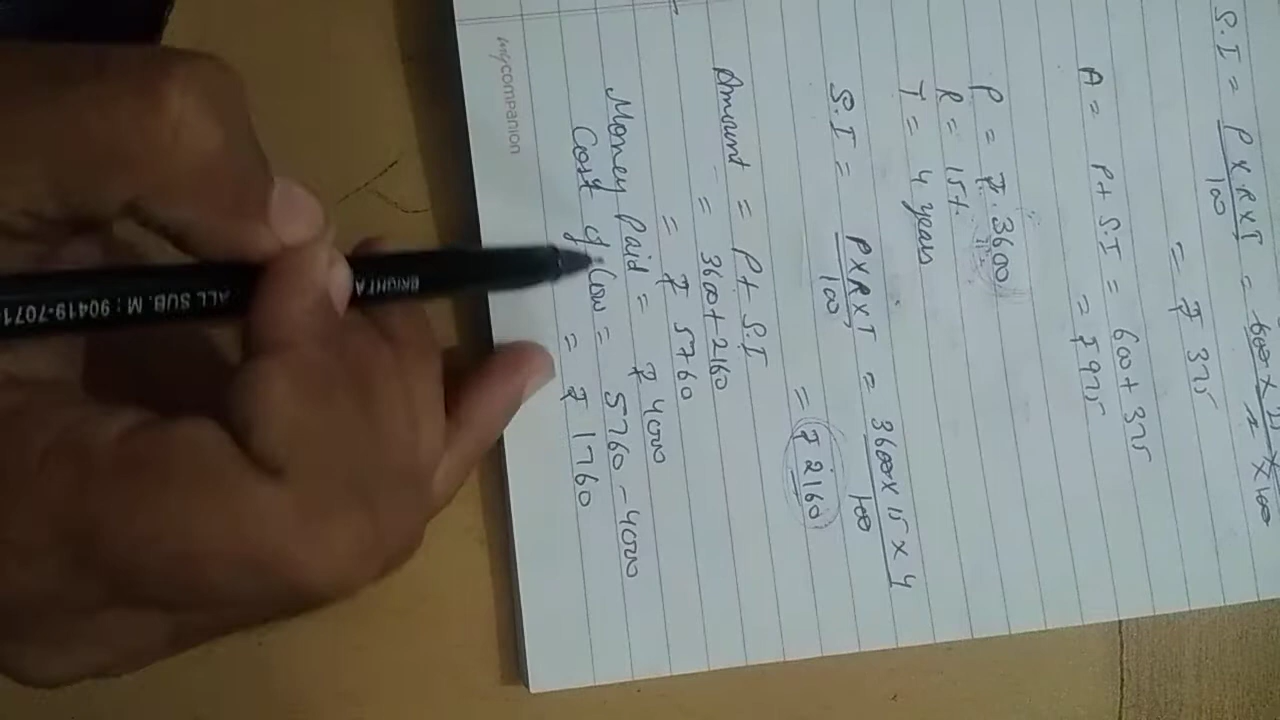 S.I = P X R X T / 100 = 600 X
= ₹ 375
A = P + S.I = 600 + 375
= ₹ 975
P = ₹ 3600
R = 15%
T = 4 years
S.I = P X R X T / 100 = 3600 X 15 X 4 / 100
= ₹ 2160
Amount = P + S.I
= 3600 + 2160
= ₹ 5760
Money Paid = ₹ 4000
Cost of Cow = 5760 - 4000
= ₹ 1760
mycompanion
BRIGHT A
ALL SUB. M : 90419-7071